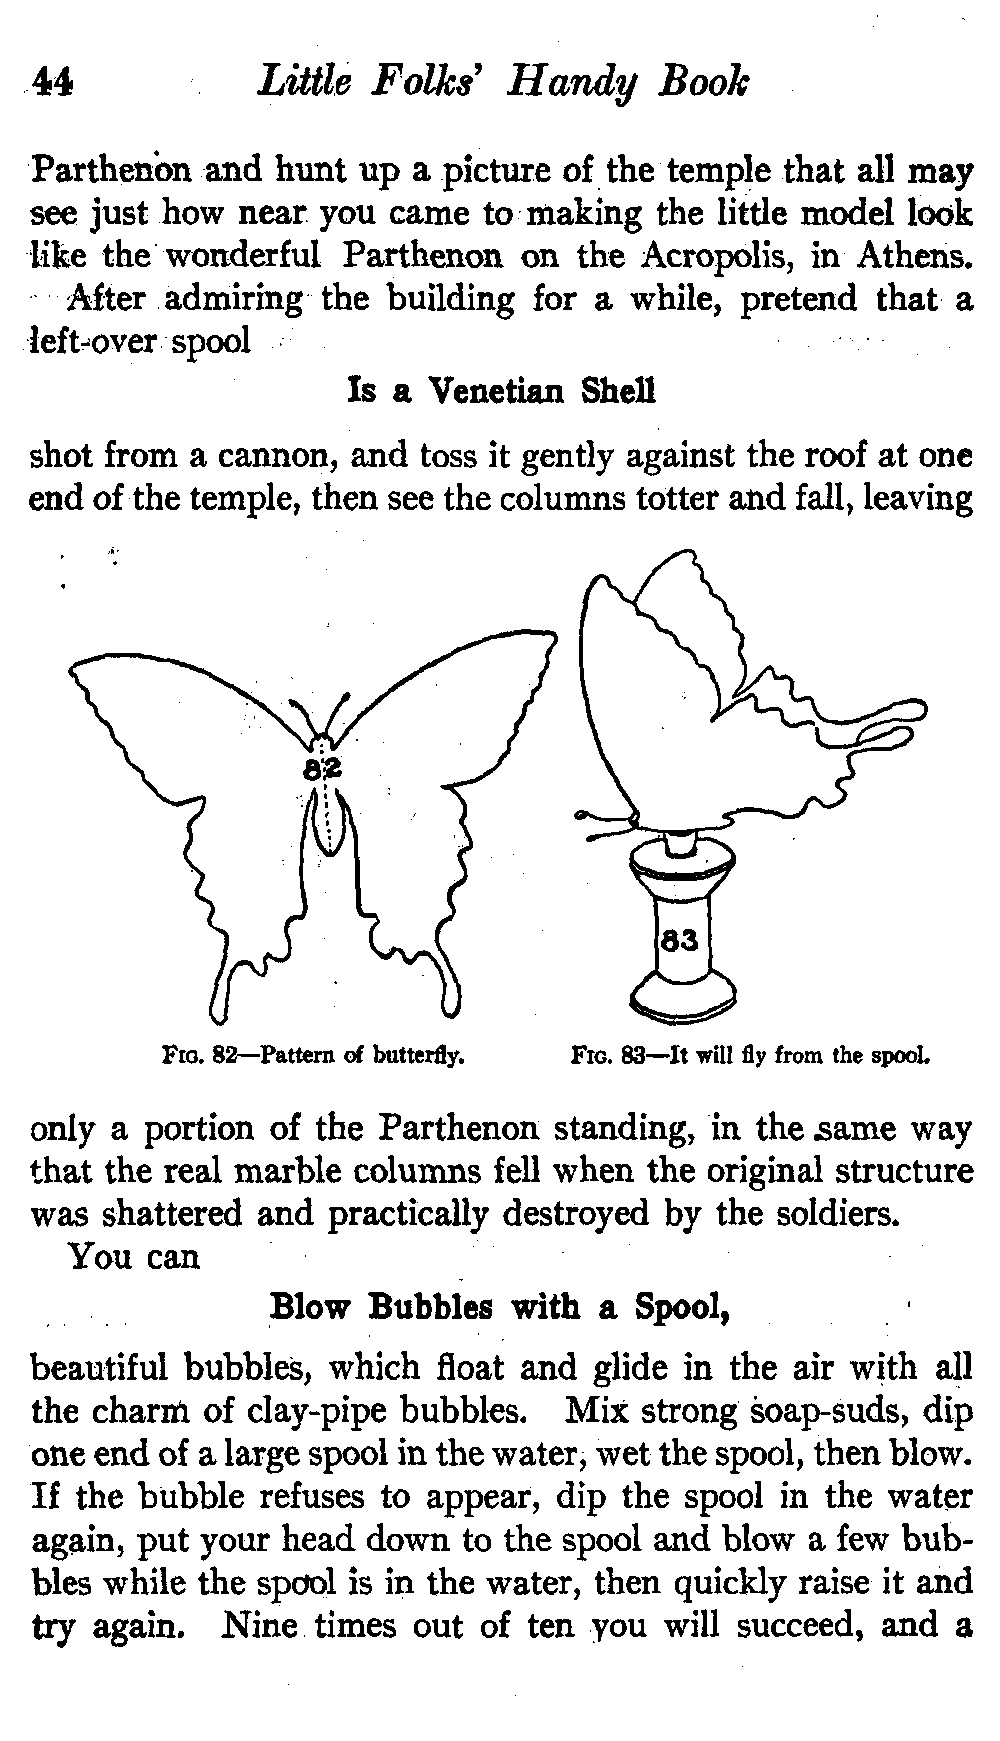 44 Little Folks' Handy Book
Parthenon and hunt up a picture of the temple that all may
see just how near you came to making the little model look
like the wonderful Parthenon on the Acropolis, in Athens.
After admiring the building for a while, pretend that a
left-over spool
Is a Venetian Shell
shot from a cannon, and toss it gently against the roof at one
end of the temple, then see the columns totter and fall, leaving
82
83
Fig. 82—Pattern of butterfly.
Fig. 83—It will fly from the spool.
only a portion of the Parthenon standing, in the same way
that the real marble columns fell when the original structure
was shattered and practically destroyed by the soldiers.
You can
Blow Bubbles with a Spool,
beautiful bubbles, which float and glide in the air with all
the charm of clay-pipe bubbles. Mix strong soap-suds, dip
one end of a large spool in the water, wet the spool, then blow.
If the bubble refuses to appear, dip the spool in the water
again, put your head down to the spool and blow a few bub-
bles while the spool is in the water, then quickly raise it and
try again. Nine times out of ten you will succeed, and a